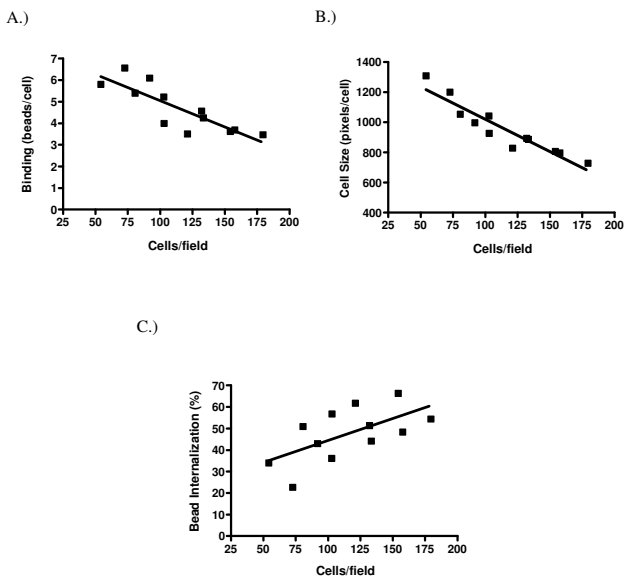 A.)
B.)
Binding (beads/cell)
7
6
5
4
3
2
1
0
25 50 75 100 125 150 175 200
Cells/field
Cell Size (pixels/cell)
1400
1200
1000
800
600
400
25 50 75 100 125 150 175 200
Cells/field
C.)
Bead Internalization (%)
70
60
50
40
30
20
10
0
25 50 75 100 125 150 175 200
Cells/field